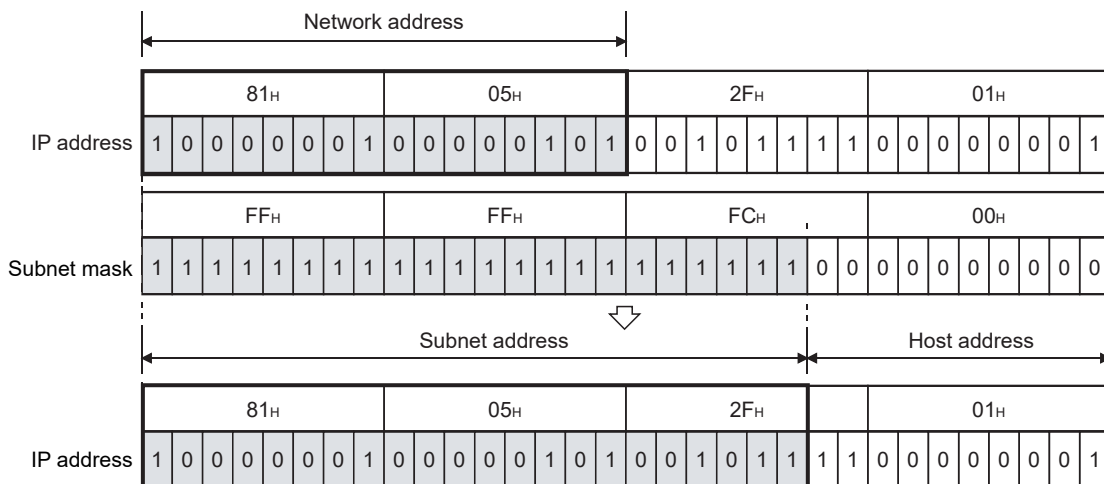 Network address
81H 05H 2FH 01H
IP address 1 0 0 0 0 0 0 1 0 0 0 0 0 1 0 1 0 0 1 0 1 1 1 1 0 0 0 0 0 0 0 1
FFH FFH FCH 00H
Subnet mask 1 1 1 1 1 1 1 1 1 1 1 1 1 1 1 1 1 1 1 1 1 1 0 0 0 0 0 0 0 0 0 0
Subnet address Host address
81H 05H 2FH 01H
IP address 1 0 0 0 0 0 0 1 0 0 0 0 0 1 0 1 0 0 1 0 1 1 1 1 0 0 0 0 0 0 0 1